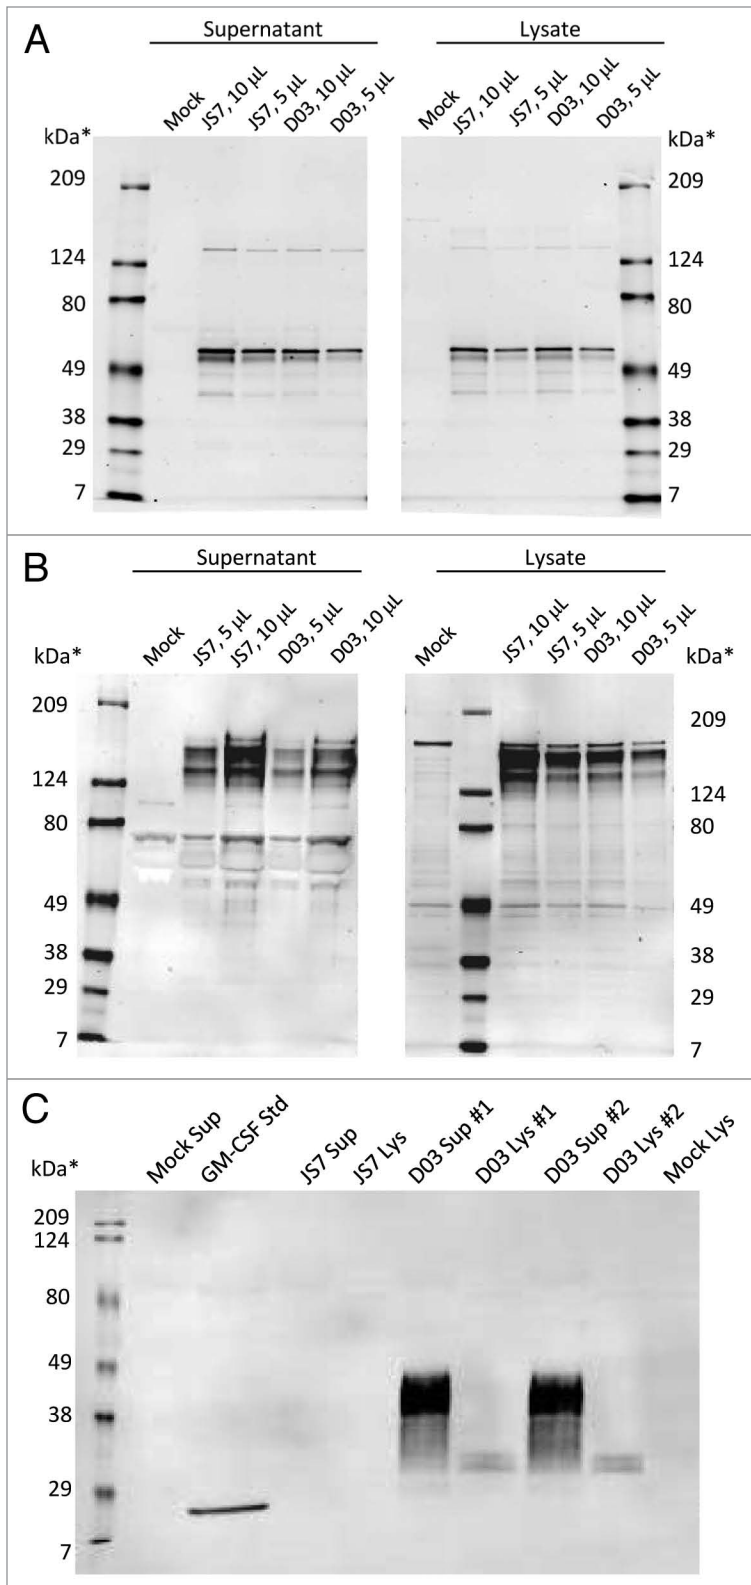 A
Supernatant
Lysate
Mock
JS7, 10 µL
JS7, 5 µL
D03, 10 µL
D03, 5 µL
Mock
JS7, 10 µL
JS7, 5 µL
D03, 10 µL
D03, 5 µL
kDa*
209
124
80
49
38
29
7
kDa*
209
124
80
49
38
29
7
B
Supernatant
Lysate
Mock
JS7, 5 µL
JS7, 10 µL
D03, 5 µL
D03, 10 µL
Mock
JS7, 10 µL
JS7, 5 µL
D03, 10 µL
D03, 5 µL
kDa*
209
124
80
49
38
29
7
kDa*
209
124
80
49
38
29
7
C
Mock Sup
GM-CSF Std
JS7 Sup
JS7 Lys
D03 Sup #1
D03 Lys #1
D03 Sup #2
D03 Lys #2
Mock Lys
kDa*
209
124
80
49
38
29
7